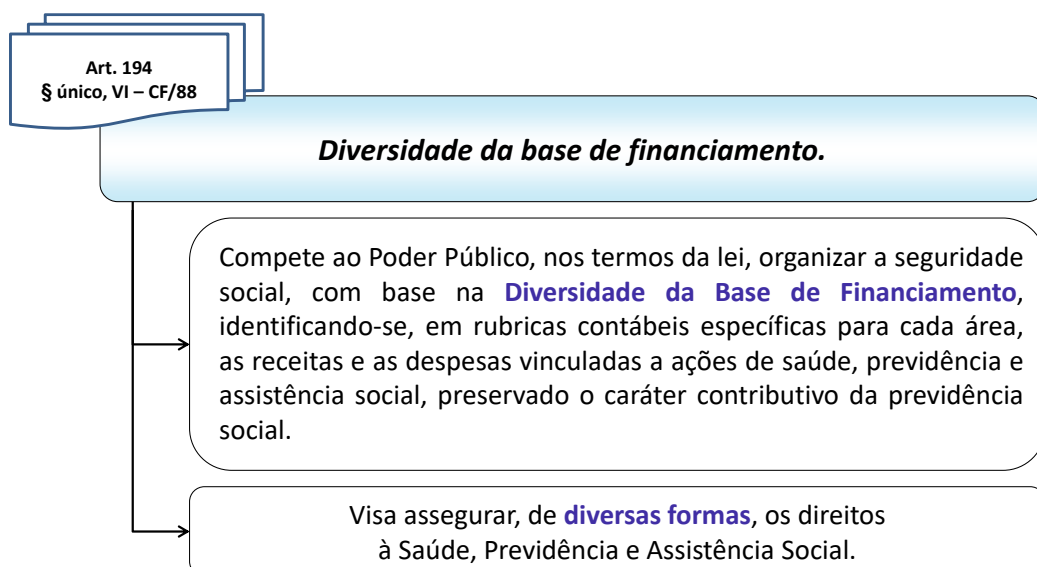 Art. 194
§ único, VI – CF/88
Diversidade da base de financiamento.
Compete ao Poder Público, nos termos da lei, organizar a seguridade
social, com base na Diversidade da Base de Financiamento,
identificando-se, em rubricas contábeis específicas para cada área,
as receitas e as despesas vinculadas a ações de saúde, previdência e
assistência social, preservado o caráter contributivo da previdência
social.
Visa assegurar, de diversas formas, os direitos
à Saúde, Previdência e Assistência Social.